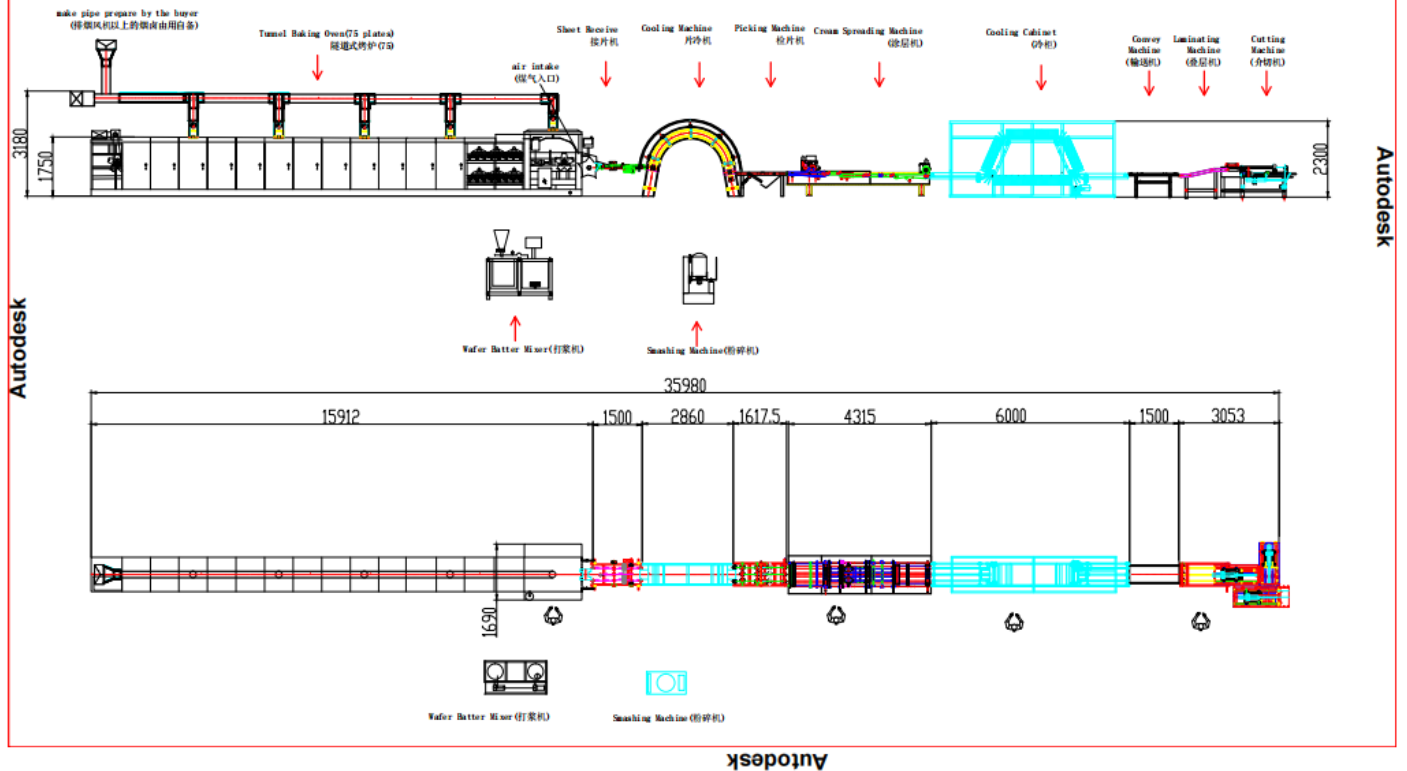 make pipe prepare by the buyer
(排烟风机以上的烟卤由用自备)
Tunnel Baking Oven(75 plates)
隧道式烤炉(75)
air intake
(煤气入口)
Sheet Receive
接片机
Cooling Machine
片冷机
Picking Machine
检片机
Cream Spreading Machine
(涂层机)
Cooling Cabinet
(冷柜)
Convey
Machine
(输送机)
Laminating
Machine
(叠层机)
Cutting
Machine
(介切机)
3180
1750
2300
Autodesk
Autodesk
Wafer Batter Mixer(打浆机)
Smashing Machine(粉碎机)
35980
15912
1500
2860
1617.5
4315
6000
1500
3053
1690
Wafer Batter Mixer(打浆机)
Smashing Machine(粉碎机)
Autodesk